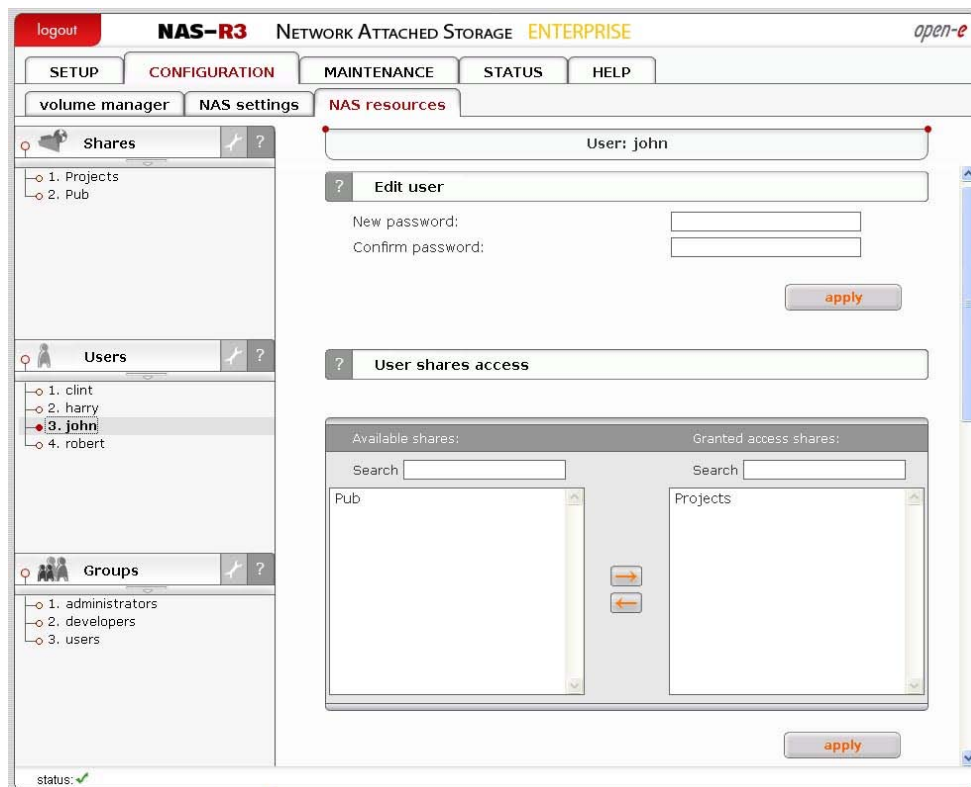 logout NAS-R3 NETWORK ATTACHED STORAGE ENTERPRISE open-e
SETUP CONFIGURATION MAINTENANCE STATUS HELP
volume manager NAS settings NAS resources
Shares ?
1. Projects
2. Pub
Users ?
1. clint
2. harry
3. john
4. robert
Groups ?
1. administrators
2. developers
3. users
User: john
? Edit user
New password:
Confirm password:
apply
? User shares access
Available shares: Granted access shares:
Search Search
Pub Projects
apply
status: